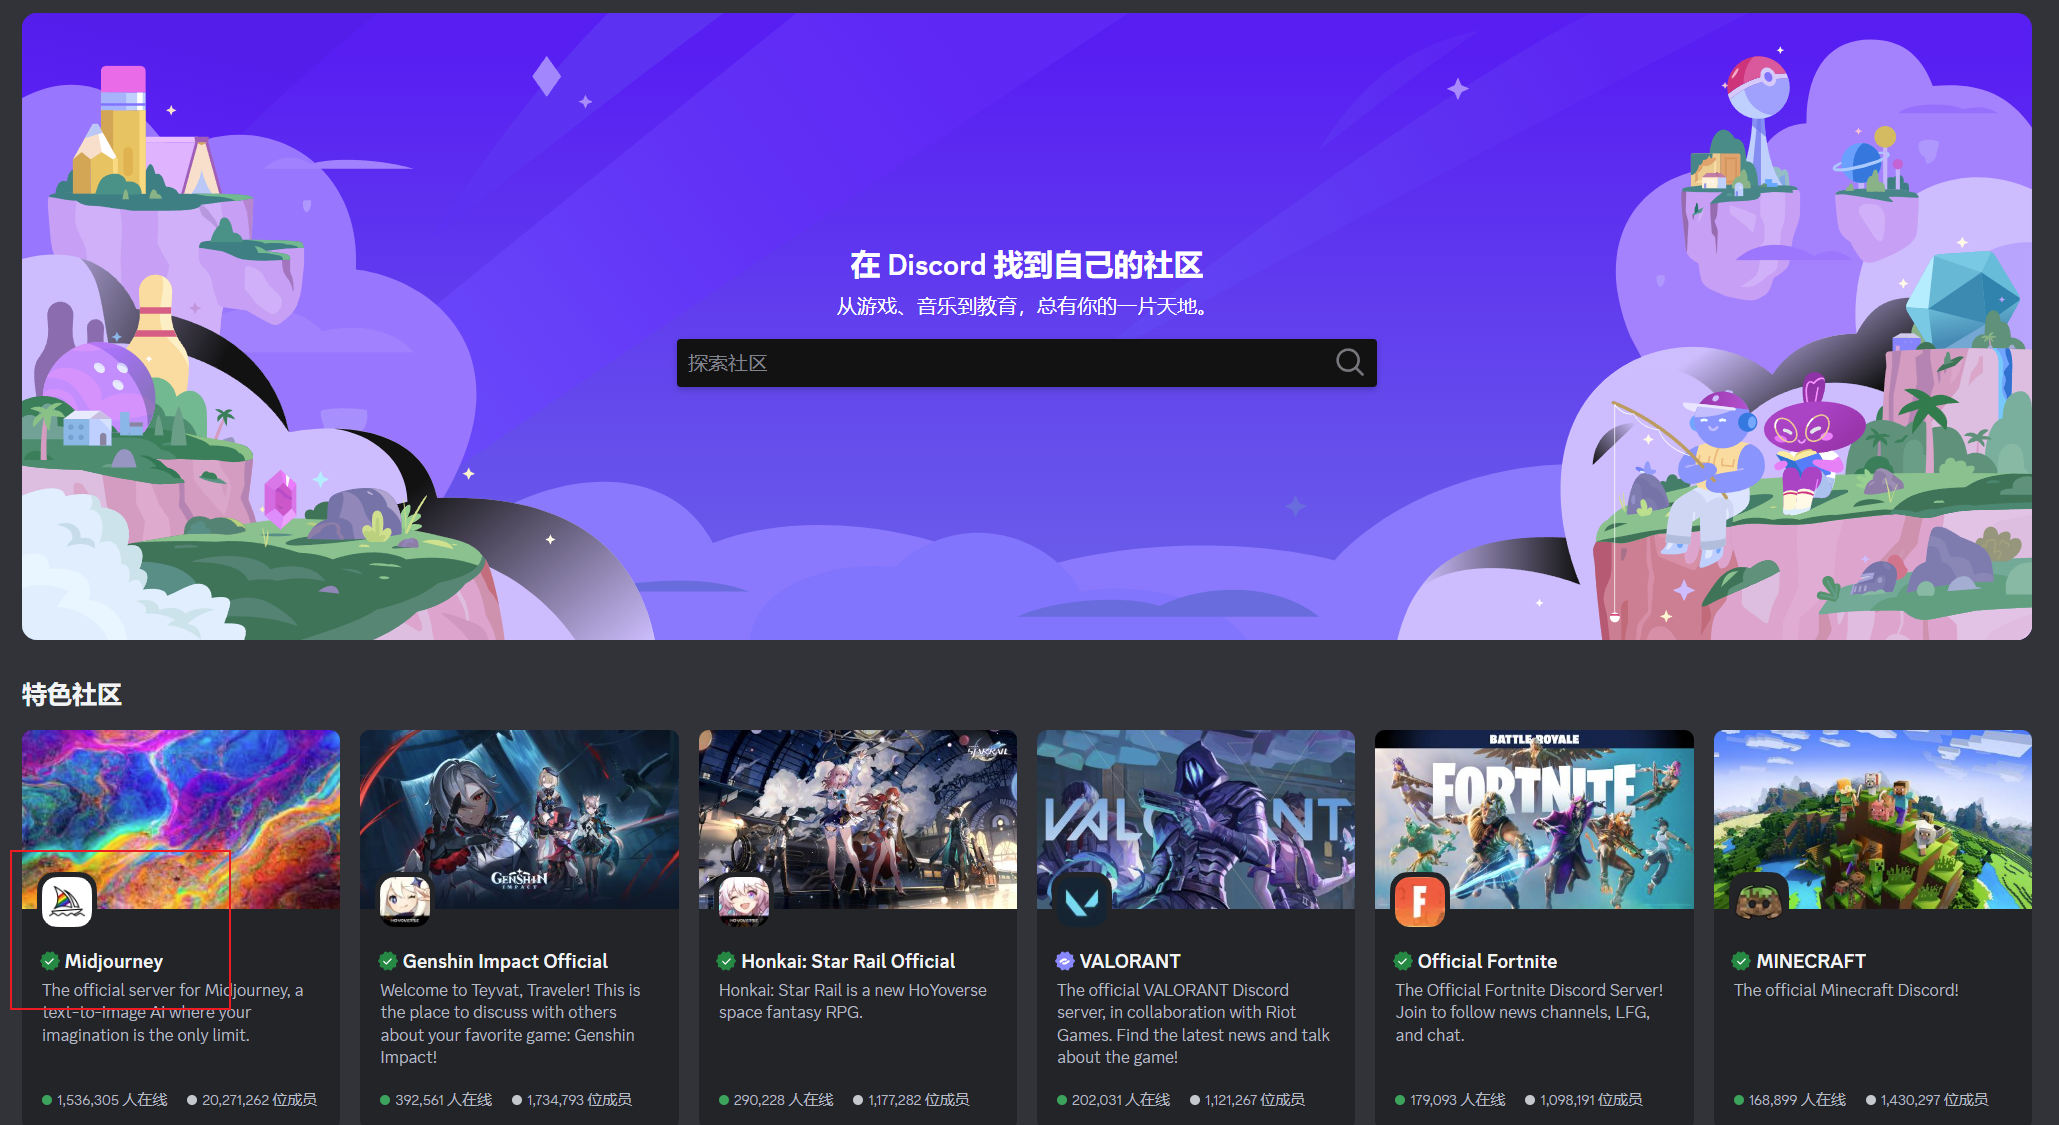 在 Discord 找到自己的社区
从游戏、音乐到教育，总有你的一片天地。
探索社区
特色社区
Midjourney
The official server for Midjourney, a
text-to-image AI where your
imagination is the only limit.
1,536,305 人在线 20,271,262 位成员
GENSHIN
IMPACT
HOYOVERSE
Genshin Impact Official
Welcome to Teyvat, Traveler! This is
the place to discuss with others
about your favorite game: Genshin
Impact!
392,561 人在线 1,734,793 位成员
STAR RAIL
HOYOVERSE
Honkai: Star Rail Official
Honkai: Star Rail is a new HoYoverse
space fantasy RPG.
290,228 人在线 1,177,282 位成员
VALORANT
VALORANT
The official VALORANT Discord
server, in collaboration with Riot
Games. Find the latest news and talk
about the game!
202,031 人在线 1,121,267 位成员
BATTLE ROYALE
FORTNITE
F
Official Fortnite
The Official Fortnite Discord Server!
Join to follow news channels, LFG,
and chat.
179,093 人在线 1,098,191 位成员
MINECRAFT
The official Minecraft Discord!
168,899 人在线 1,430,297 位成员